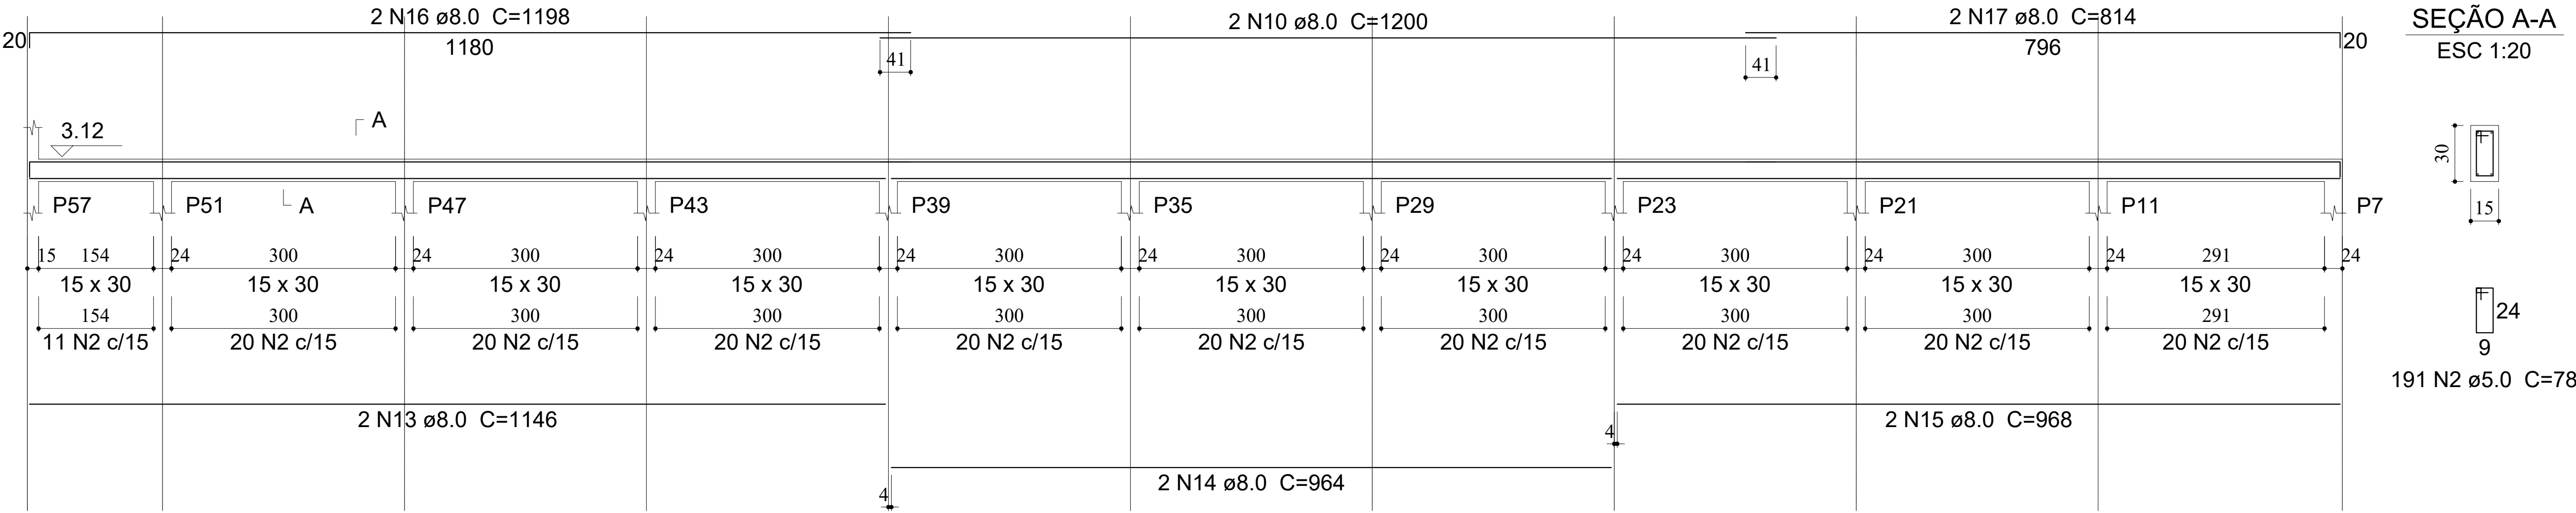 2 N16 ø8.0 C=1198
2 N10 ø8.0 C=1200
2 N17 ø8.0 C=814
SEÇÃO A-A
20
1180
796
20
ESC 1:20
41
41
A
3.12
30
P57
P51
A
P47
P43
P39
P35
P29
P23
P21
P11
P7
15
15 154 24 300 24 300 24 300 24 300 24 300 24 300 24 300 24 300 24 291 24
15 x 30 15 x 30 15 x 30 15 x 30 15 x 30 15 x 30 15 x 30 15 x 30 15 x 30 15 x 30
154 300 300 300 300 300 300 300 300 291
24
11 N2 c/15 20 N2 c/15 20 N2 c/15 20 N2 c/15 20 N2 c/15 20 N2 c/15 20 N2 c/15 20 N2 c/15 20 N2 c/15 20 N2 c/15
9
191 N2 ø5.0 C=78
2 N13 ø8.0 C=1146
4
2 N15 ø8.0 C=968
4
2 N14 ø8.0 C=964